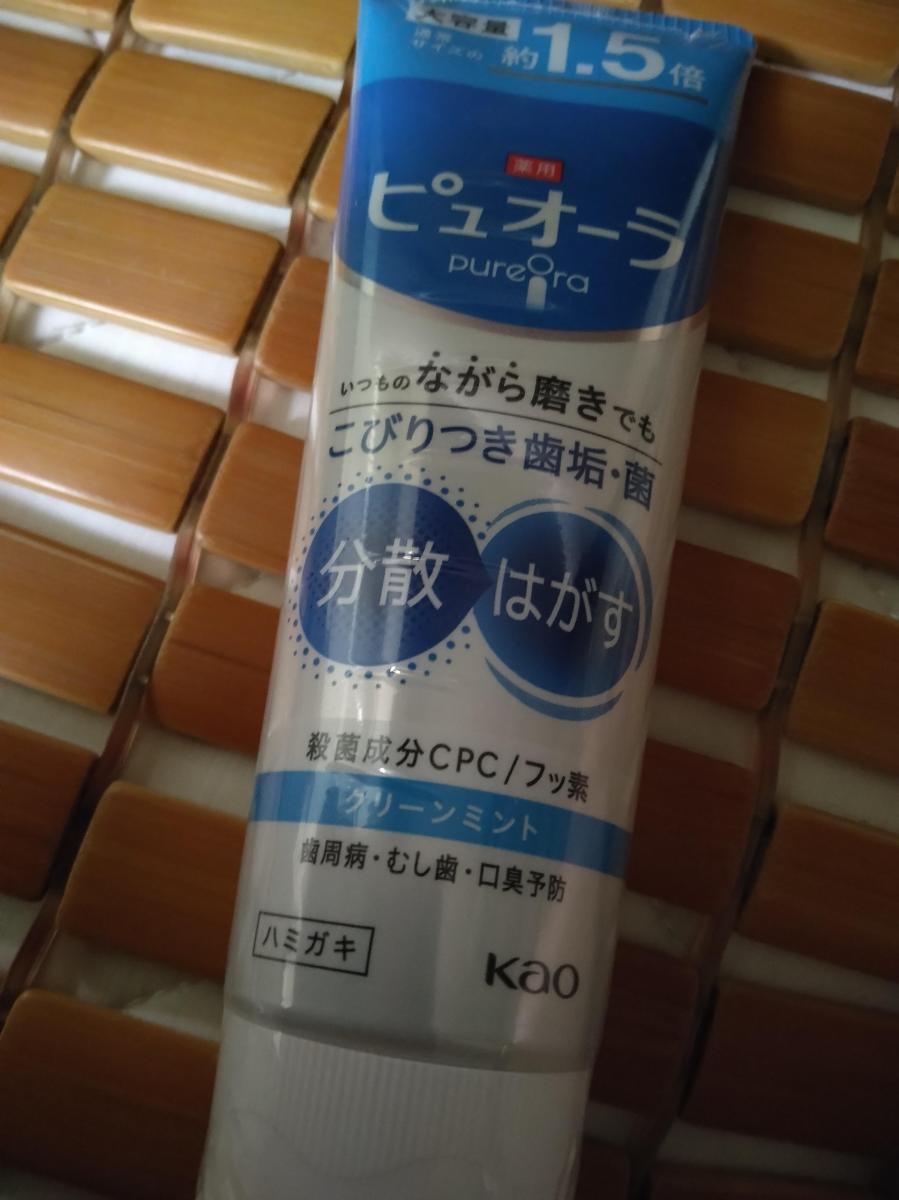 大容量
通常
サイズの
約1.5倍
薬用
ピュオーラ
pureora
いつものながら磨きでも
こびりつき歯垢・菌
分散
はがす
殺菌成分CPC/フッ素
グリーンミント
歯周病・むし歯・口臭予防
ハミガキ
Kao